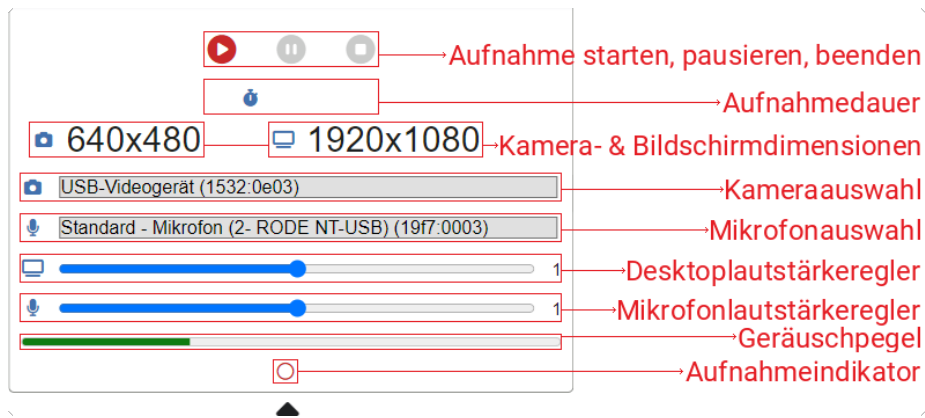 Aufnahme starten, pausieren, beenden
Aufnahmedauer
640x480 1920x1080 Kamera- & Bildschirmdimensionen
USB-Videogerät (1532:0e03) Kameraauswahl
Standard - Mikrofon (2- RODE NT-USB) (19f7:0003) Mikrofonauswahl
1 Desktoplautstärkeregler
1 Mikrofonlautstärkeregler
Geräuschpegel
Aufnahmeindikator